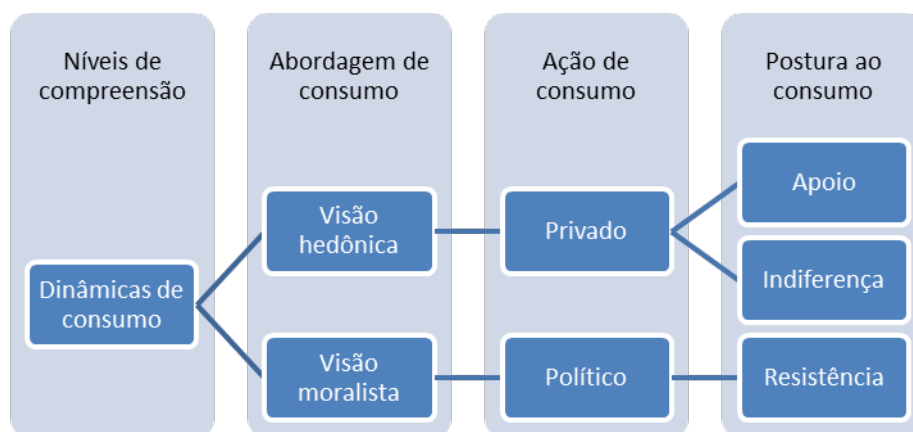 Níveis de
compreensão
Abordagem de
consumo
Ação de
consumo
Postura ao
consumo
Dinâmicas de
consumo
Visão
hedônica
Visão
moralista
Privado
Político
Apoio
Indiferença
Resistência